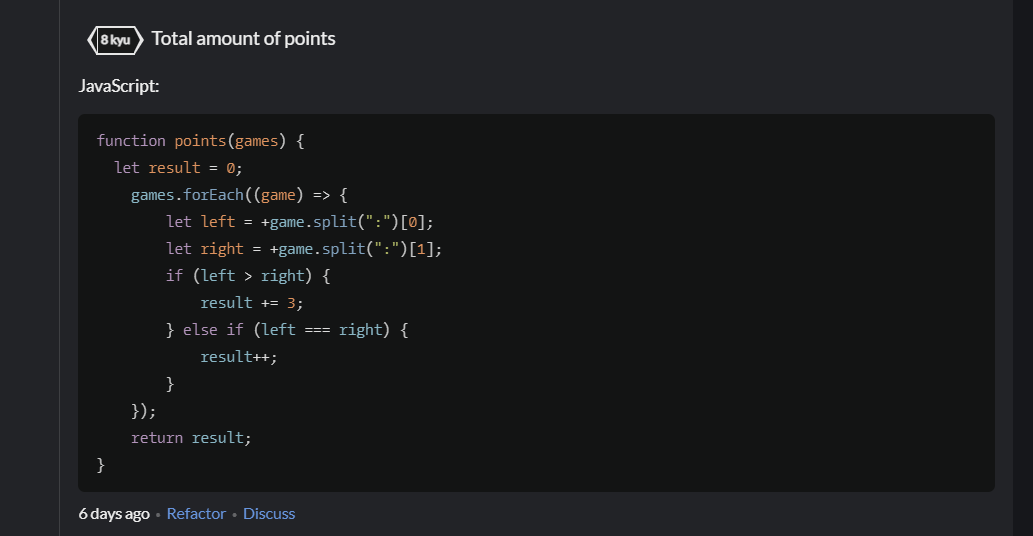 8 kyu Total amount of points
JavaScript:
function points(games) {
  let result = 0;
    games.forEach((game) => {
        let left = +game.split(":")[0];
        let right = +game.split(":")[1];
        if (left > right) {
            result += 3;
        } else if (left === right) {
            result++;
        }
    });
    return result;
}
6 days ago • Refactor • Discuss